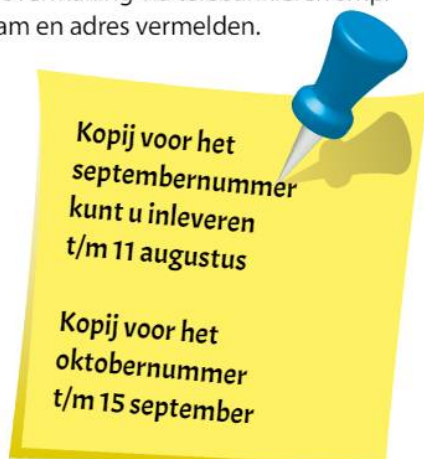 am en adres vermelden.
Kopij voor het
septembernummer
kunt u inleveren
t/m 11 augustus
Kopij voor het
oktobernummer
t/m 15 september